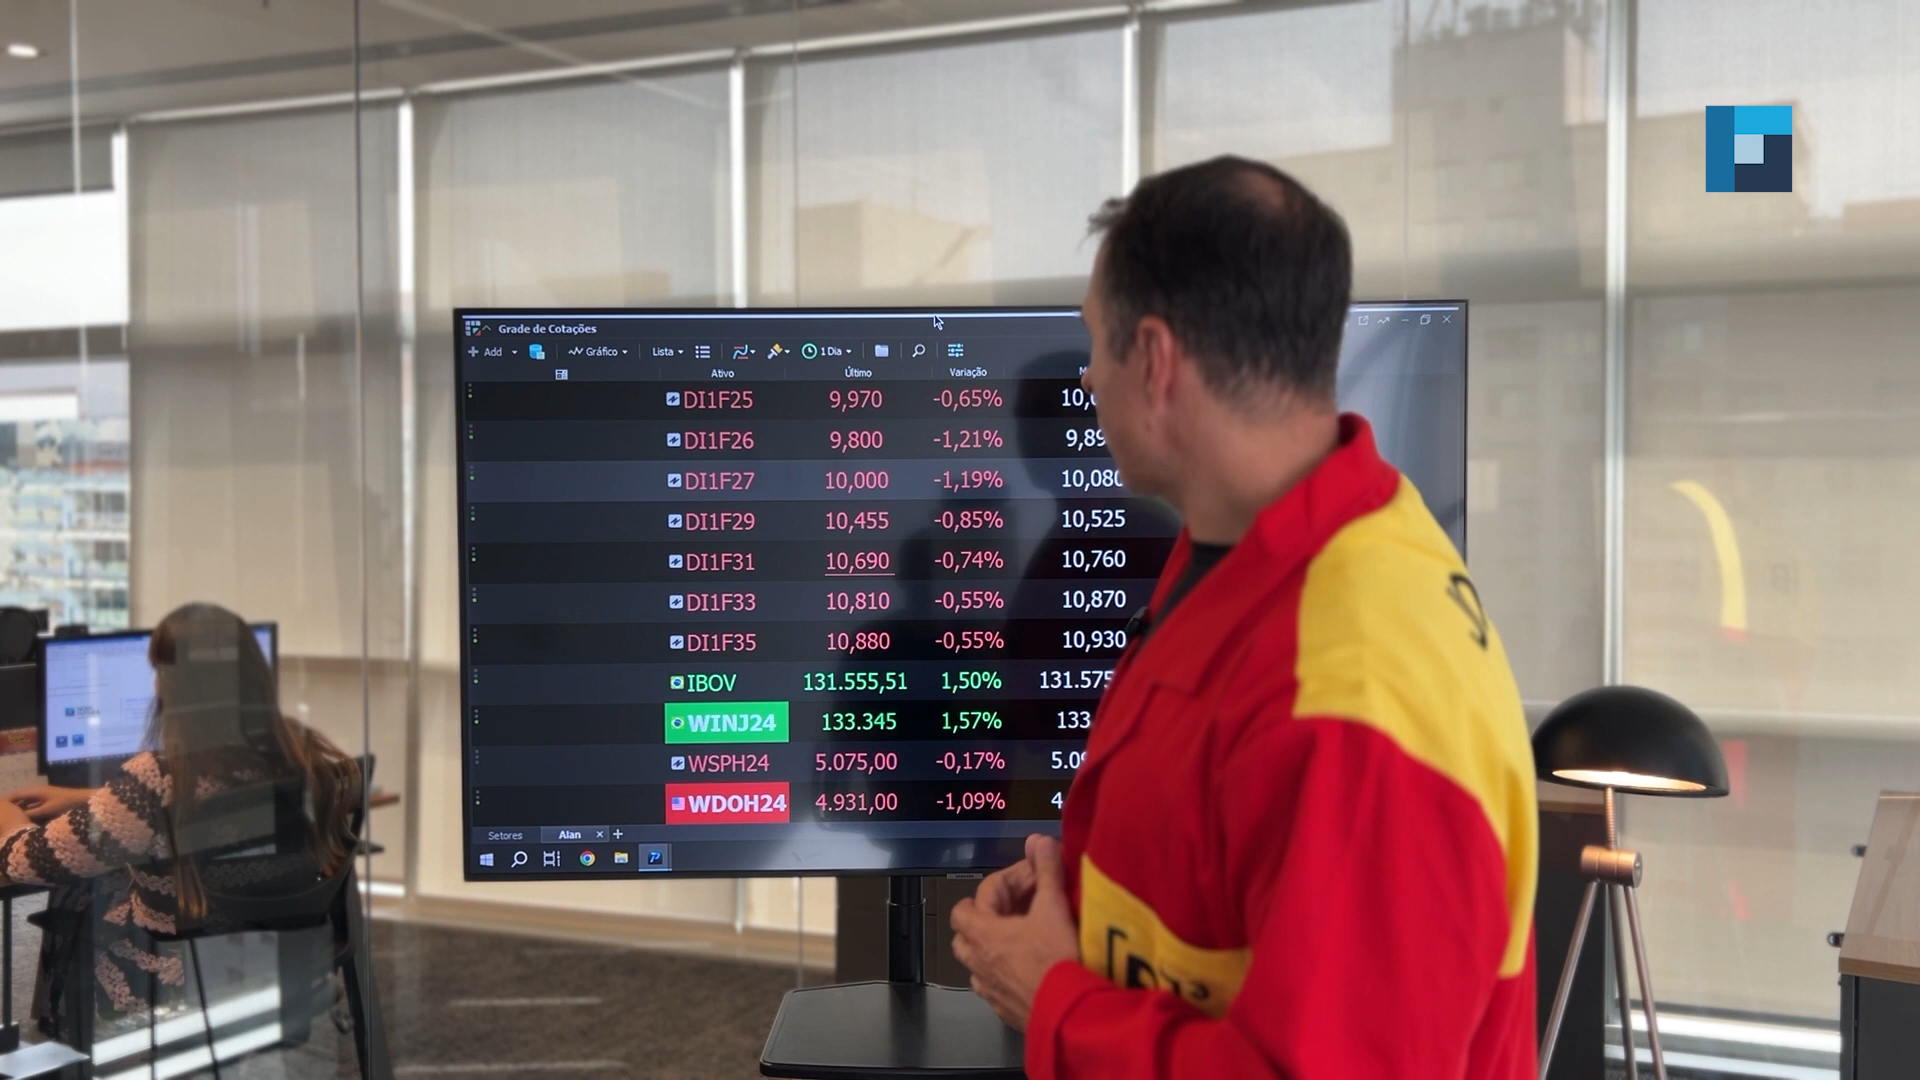 Grade de Cotações
Add Gráfico Lista 1 Dia
Ativo Último Variação
DI1F25 9,970 -0,65%
DI1F26 9,800 -1,21%
DI1F27 10,000 -1,19% 10,080
DI1F29 10,455 -0,85% 10,525
DI1F31 10,690 -0,74% 10,760
DI1F33 10,810 -0,55% 10,870
DI1F35 10,880 -0,55% 10,930
IBOV 131.555,51 1,50%
WINJ24 133.345 1,57%
WSPH24 5.075,00 -0,17%
WDOH24 4.931,00 -1,09%
Setores Alan